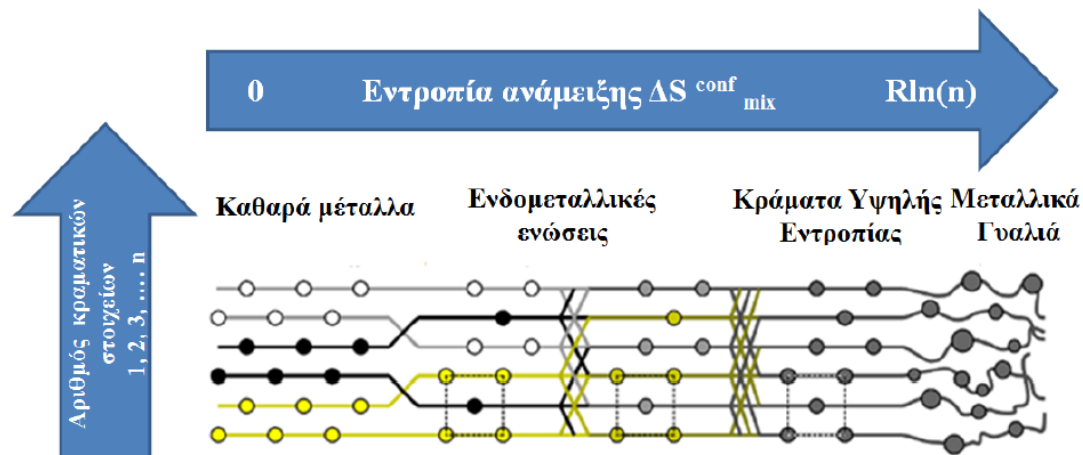 0 Εντροπία ανάμειξης ΔS conf mix Rln(n)
Καθαρά μέταλλα
Ενδομεταλλικές
ενώσεις
Κράματα Υψηλής
Εντροπίας
Μεταλλικά
Γυαλιά
Αριθμός κραματικών
στοιχείων
1, 2, 3, .... n